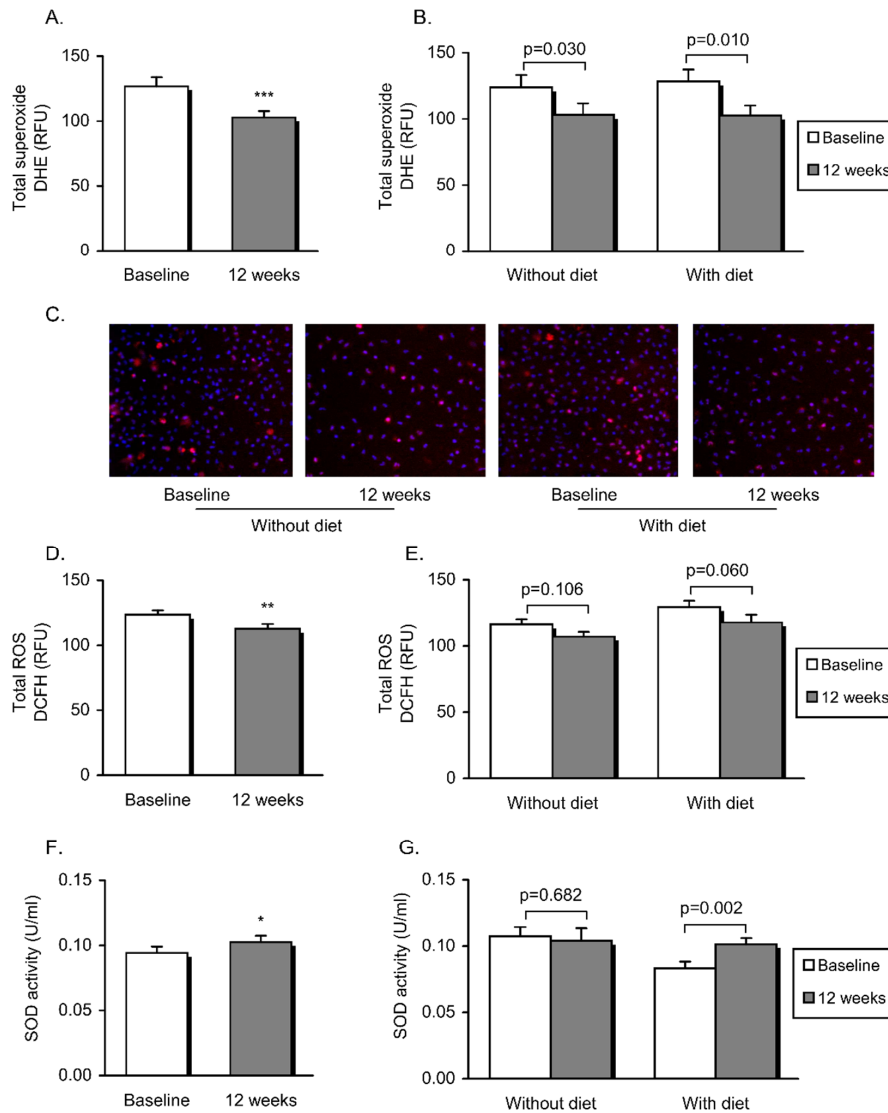 A.
150
100
50
0
Total superoxide
DHE (RFU)
***
Baseline 12 weeks
B.
150
100
50
0
Total superoxide
DHE (RFU)
p=0.030
p=0.010
Without diet With diet
Baseline
12 weeks
C.
Baseline 12 weeks Baseline 12 weeks
Without diet With diet
D.
150
100
50
0
Total ROS
DCFH (RFU)
**
Baseline 12 weeks
E.
150
100
50
0
Total ROS
DCFH (RFU)
p=0.106
p=0.060
Without diet With diet
Baseline
12 weeks
F.
0.15
0.10
0.05
0.00
SOD activity (U/ml)
*
Baseline 12 weeks
G.
0.15
0.10
0.05
0.00
SOD activity (U/ml)
p=0.682
p=0.002
Without diet With diet
Baseline
12 weeks